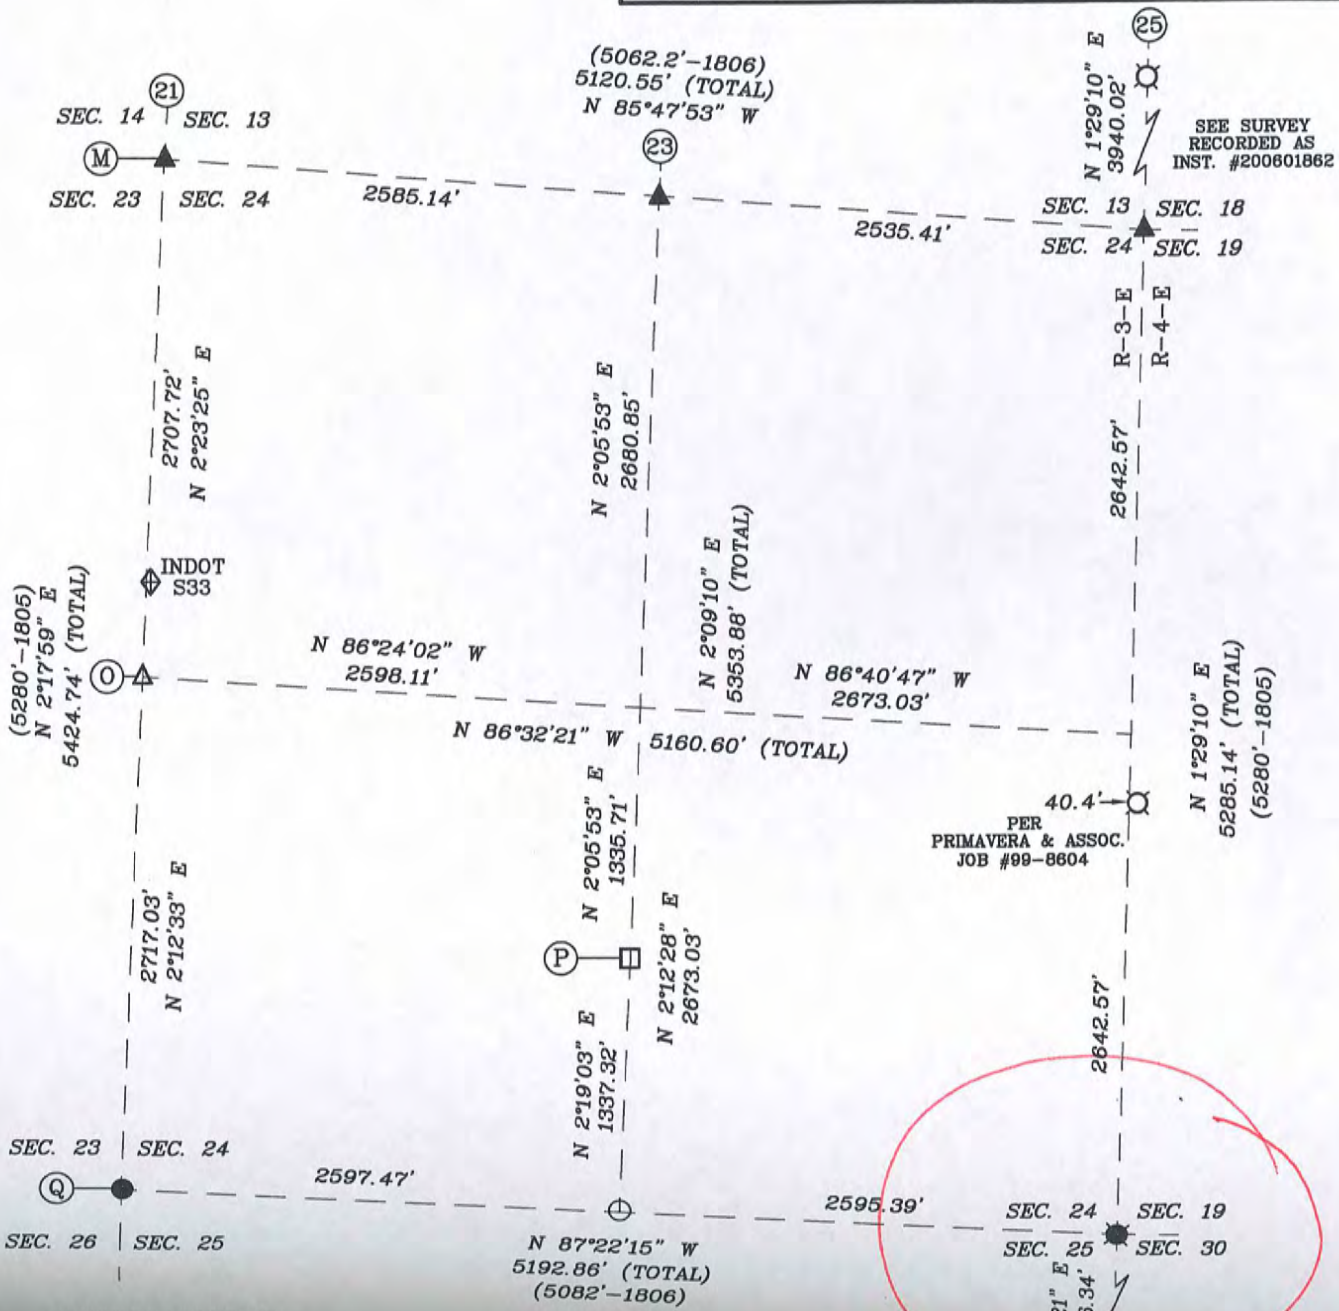 25
(5062.2'-1806)
5120.55' (TOTAL)
N 85°47'53" W
N 1°29'10" E
3940.02'
SEE SURVEY
RECORDED AS
INST. #200601862
21
SEC. 14
SEC. 13
M
SEC. 23
SEC. 24
23
2585.14'
2535.41'
SEC. 13
SEC. 18
SEC. 24
SEC. 19
R-3-E
R-4-E
2707.72'
N 2°23'25" E
N 2°05'53" E
2680.85'
2642.57'
INDOT
S33
(5280'-1805)
N 2°17'59" E
5424.74' (TOTAL)
O
N 86°24'02" W
2598.11'
N 2°09'10" E
5353.88' (TOTAL)
N 86°40'47" W
2673.03'
N 86°32'21" W 5160.60' (TOTAL)
N 1°29'10" E
5285.14' (TOTAL)
(5280'-1805)
40.4'
PER
PRIMAVERA & ASSOC.
JOB #99-8604
N 2°05'53" E
1335.71'
2717.03'
N 2°12'33" E
P
N 2°12'28" E
2673.03'
N 2°19'03" E
1337.32'
2642.57'
SEC. 23
SEC. 24
Q
2597.47'
2595.39'
SEC. 24
SEC. 19
SEC. 26
SEC. 25
SEC. 25
SEC. 30
N 87°22'15" W
5192.86' (TOTAL)
(5082'-1806)
21" E
.34'